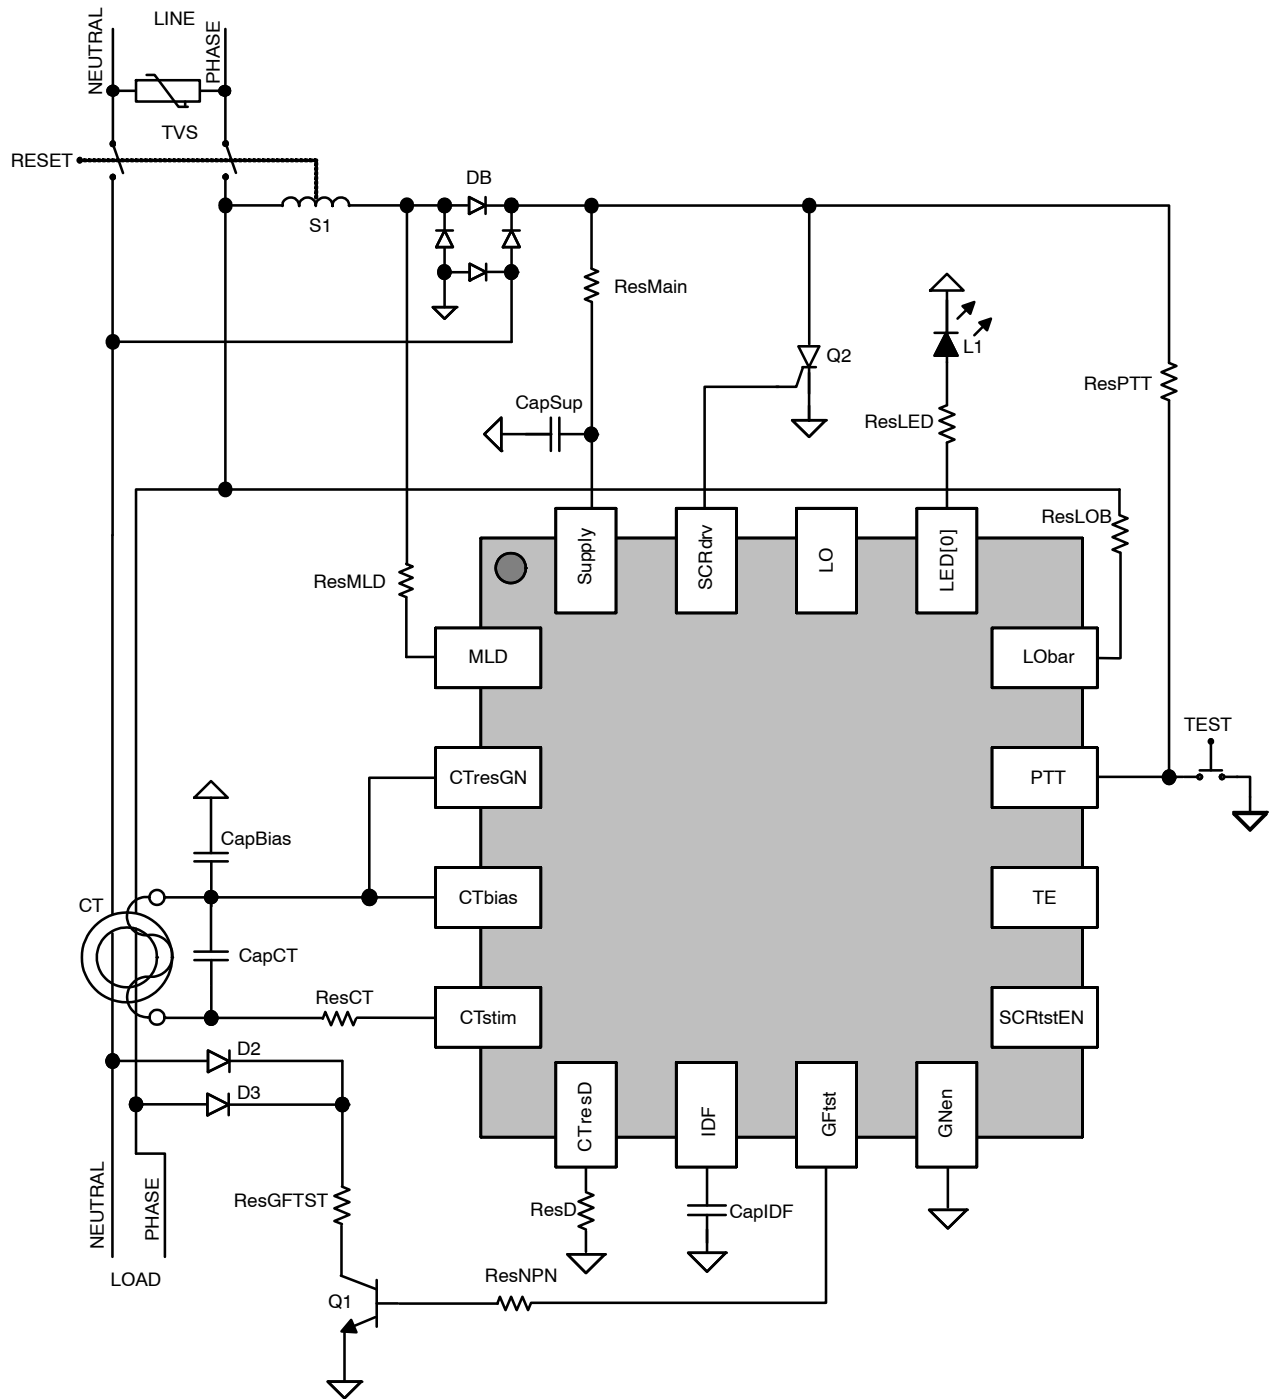 LINE
NEUTRAL
PHASE
TVS
RESET
S1
DB
ResMain
L1
Q2
ResPTT
CapSup
ResLED
ResLOB
Supply
SCRdrv
LO
LED[0]
ResMLD
MLD
LObar
TEST
CTresGN
PTT
CapBias
CTbias
TE
CT
CapCT
ResCT
CTstim
SCRtstEN
D2
D3
CTresD
IDF
GFtst
GNen
NEUTRAL
PHASE
ResGFTST
ResD
CapIDF
LOAD
ResNPN
Q1